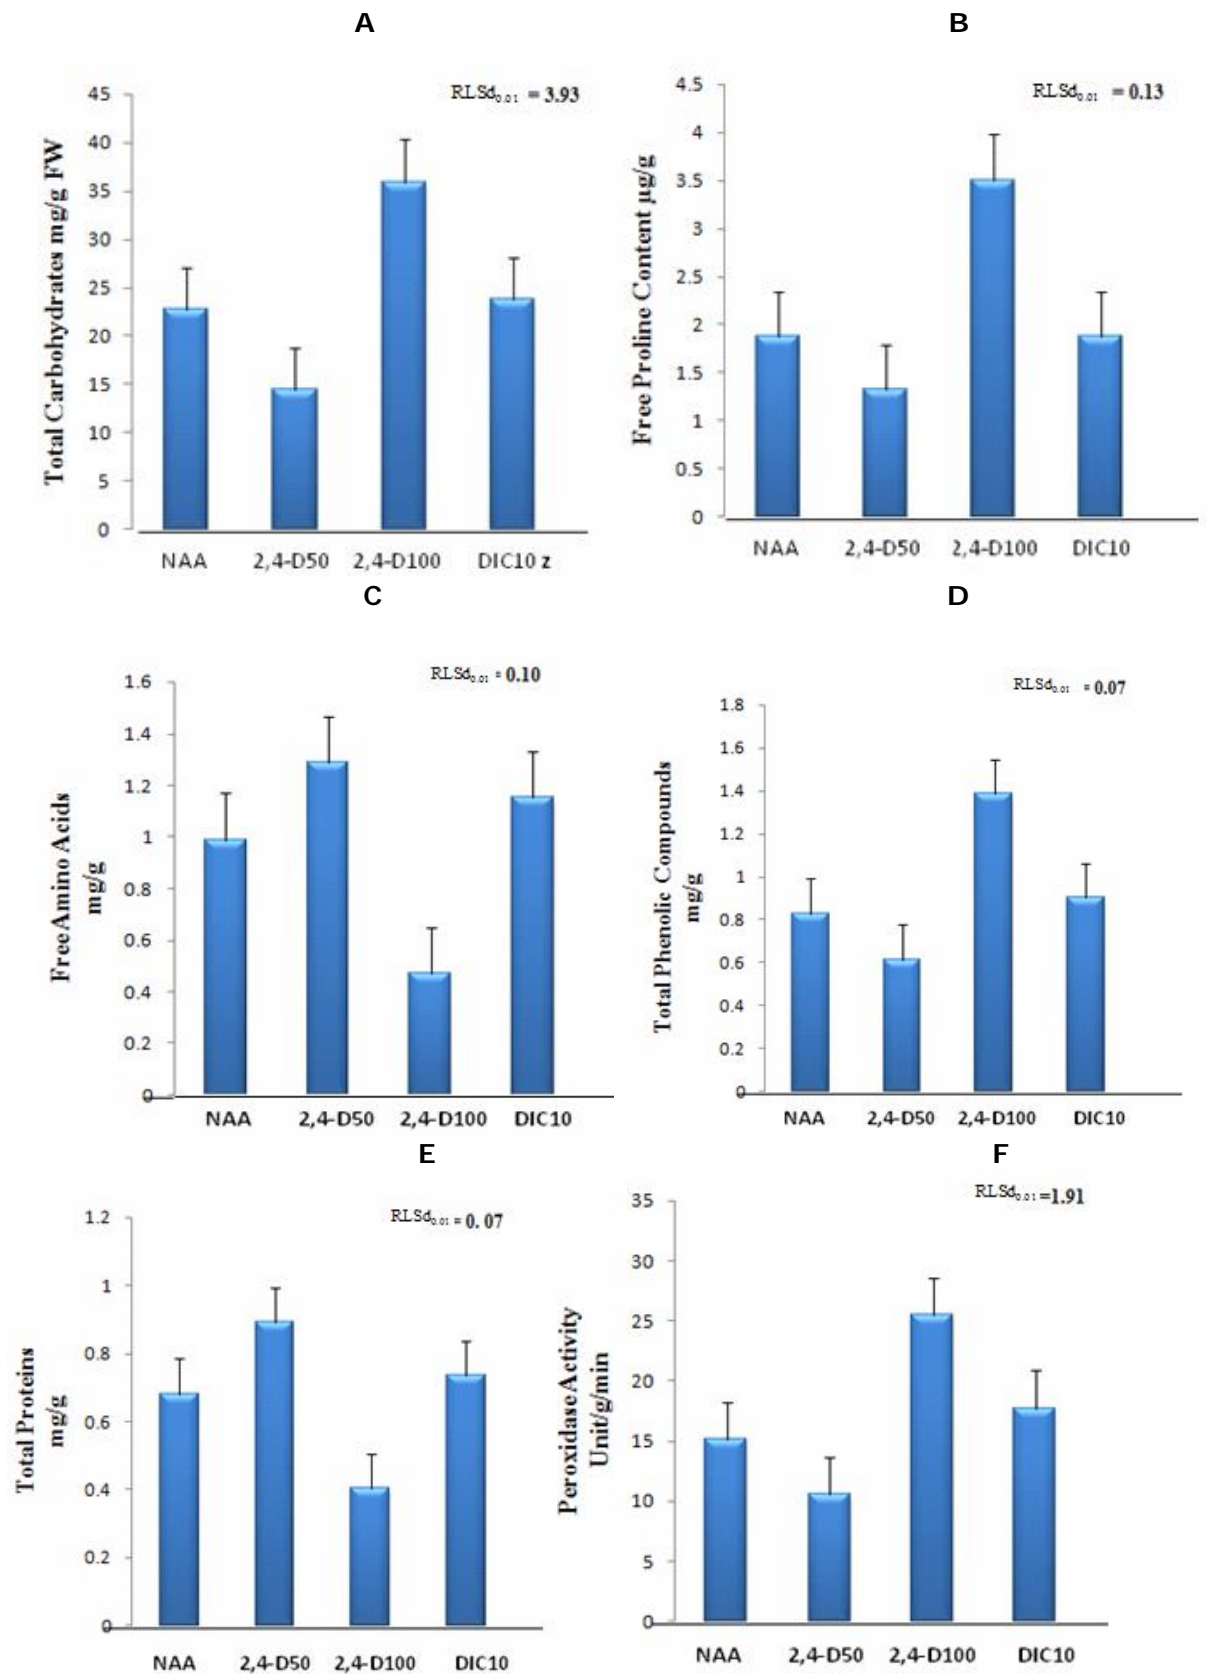 A
RLSd0.01 = 3.93
Total Carbohydrates mg/g FW
45
40
35
30
25
20
15
10
5
0
NAA 2,4-D50 2,4-D100 DIC10 z
B
RLSd0.01 = 0.13
Free Proline Content µg/g
4.5
4
3.5
3
2.5
2
1.5
1
0.5
0
NAA 2,4-D50 2,4-D100 DIC10
C
RLSd0.01 = 0.10
Free Amino Acids
mg/g
1.6
1.4
1.2
1
0.8
0.6
0.4
0.2
0
NAA 2,4-D50 2,4-D100 DIC10
D
RLSd0.01 = 0.07
Total Phenolic Compounds
mg/g
1.8
1.6
1.4
1.2
1
0.8
0.6
0.4
0.2
0
NAA 2,4-D50 2,4-D100 DIC10
E
RLSd0.01 = 0. 07
Total Proteins
mg/g
1.2
1
0.8
0.6
0.4
0.2
0
NAA 2,4-D50 2,4-D100 DIC10
F
RLSd0.01 =1.91
Peroxidase Activity
Unit/g/min
35
30
25
20
15
10
5
0
NAA 2,4-D50 2,4-D100 DIC10